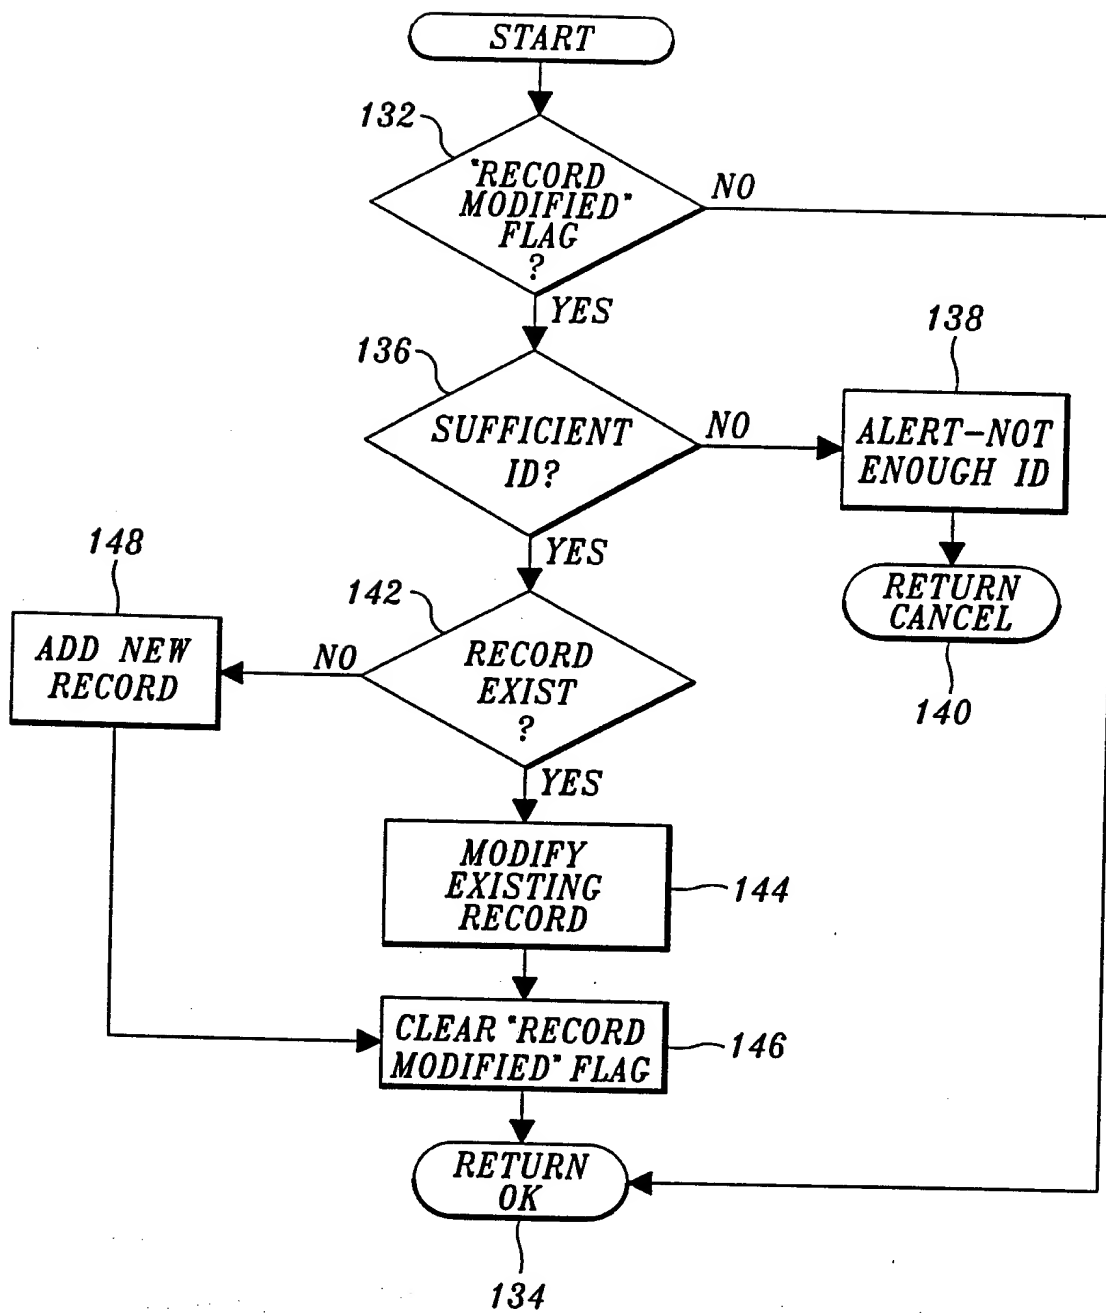 START
132
"RECORD
MODIFIED"
FLAG
?
NO
YES
136
SUFFICIENT
ID?
NO
138
ALERT-NOT
ENOUGH ID
YES
RETURN
CANCEL
140
148
ADD NEW
RECORD
142
NO
RECORD
EXIST
?
YES
MODIFY
EXISTING
RECORD
144
CLEAR "RECORD
MODIFIED" FLAG
146
RETURN
OK
134